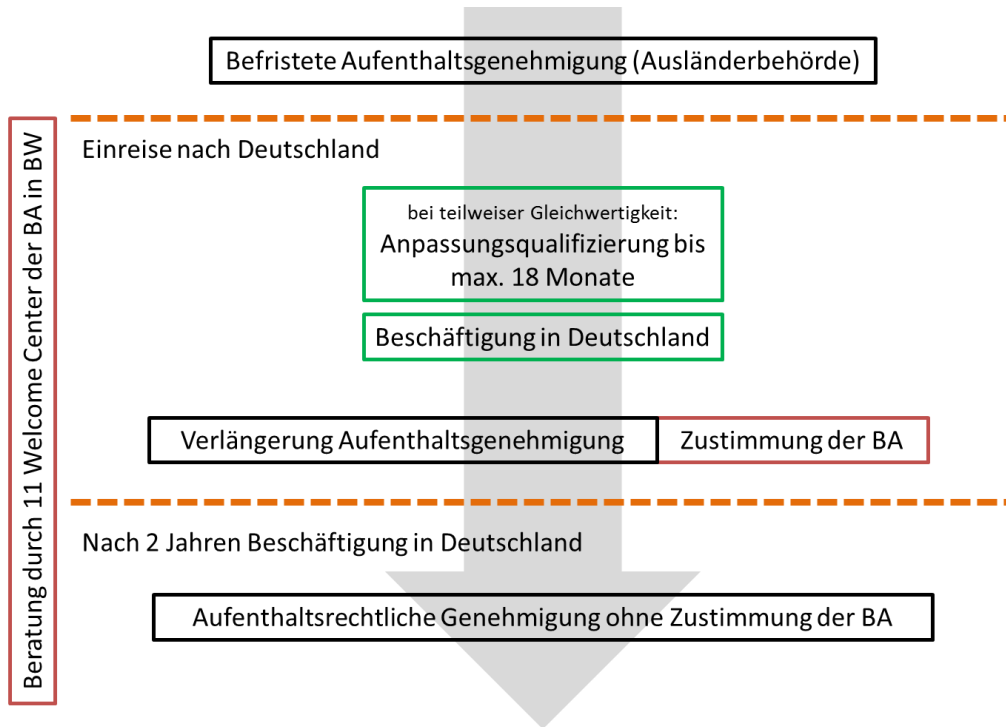 Befristete Aufenthaltsgenehmigung (Ausländerbehörde)
Beratung durch 11 Welcome Center der BA in BW
Einreise nach Deutschland
bei teilweiser Gleichwertigkeit:
Anpassungsqualifizierung bis
max. 18 Monate
Beschäftigung in Deutschland
Verlängerung Aufenthaltsgenehmigung
Zustimmung der BA
Nach 2 Jahren Beschäftigung in Deutschland
Aufenthaltsrechtliche Genehmigung ohne Zustimmung der BA